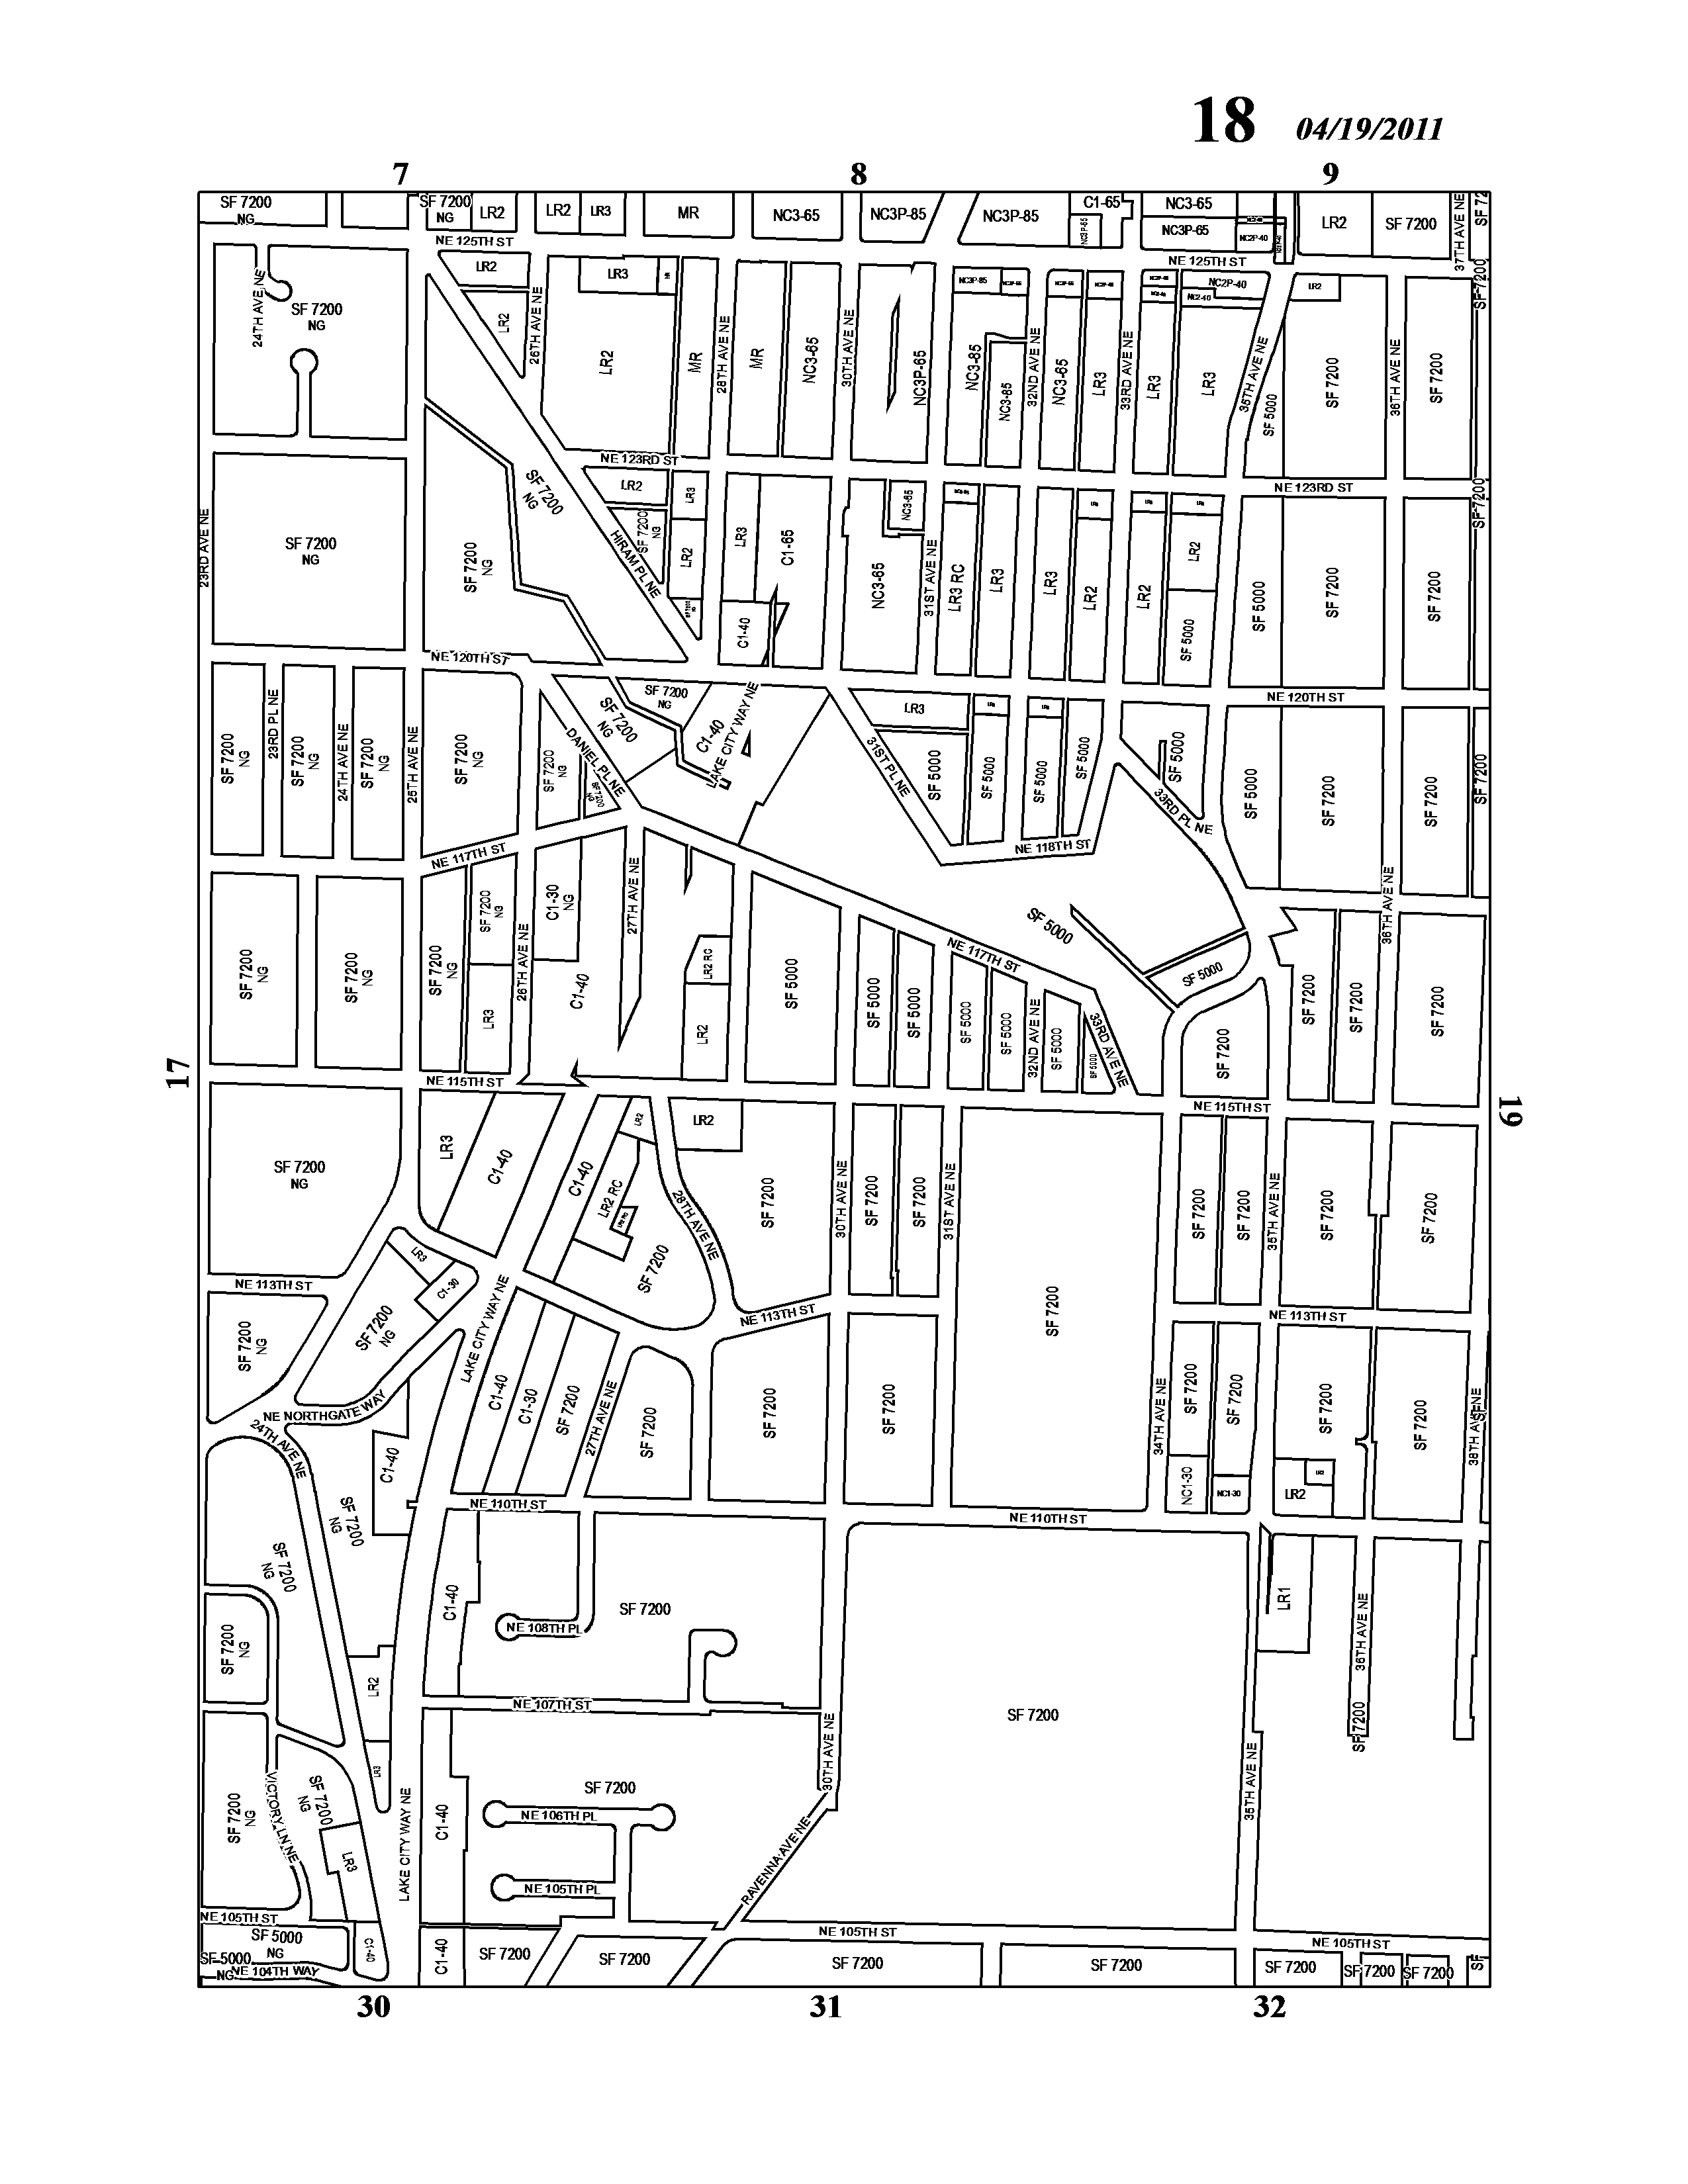 18 04/19/2011
7 8 9
SF 7200
NG
SF 7200
NG
LR2
LR2
LR3
MR
NC3-65
NC3P-85
NC3P-85
C1-65
NC3P-65
NC3-65
NC3P-65
NC2P-40
LR2
SF 7200
37TH AVE NE
SF 72
NE 125TH ST
NE 125TH ST
24TH AVE NE
SF 7200
NG
LR2
LR2
26TH AVE NE
LR3
LR2
MR
28TH AVE NE
MR
NC3-65
30TH AVE NE
NC3P-65
NC3P-85
NC3-85
NC3-85
32ND AVE NE
NC3-65
LR3
33RD AVE NE
LR3
NC2P-40
NC2-40
LR3
35TH AVE NE
SF 5000
LR2
SF 7200
36TH AVE NE
SF 7200
SF 7200
NE 123RD ST
NE 123RD ST
23RD AVE NE
SF 7200
NG
SF 7200
NG
SF 7200
NG
HIRAM PL NE
LR2
SF 7200
NG
LR3
LR2
LR3
C1-65
C1-40
NC3-65
NC3-65
31ST AVE NE
LR3 RC
LR3
LR3
LR2
LR2
LR2
SF 5000
SF 5000
SF 7200
SF 7200
SF 7200
NE 120TH ST
NE 120TH ST
SF 7200
NG
23RD PL NE
SF 7200
NG
24TH AVE NE
SF 7200
NG
25TH AVE NE
SF 7200
NG
SF 7200
NG
DANIEL PL NE
SF 7200
NG
SF 7200
NG
SF 7200
NG
C1-40
LAKE CITY WAY NE
31ST PL NE
LR3
SF 5000
SF 5000
SF 5000
SF 5000
SF 5000
33RD PL NE
SF 5000
SF 7200
SF 7200
SF 7200
NE 117TH ST
NE 118TH ST
SF 7200
NG
SF 7200
NG
SF 7200
NG
SF 7200
NG
LR3
26TH AVE NE
C1-30
NG
C1-40
27TH AVE NE
LR2 RC
LR2
SF 5000
SF 5000
SF 5000
NE 117TH ST
SF 5000
SF 5000
32ND AVE NE
SF 5000
SF 5000
33RD AVE NE
SF 5000
SF 5000
SF 7200
SF 7200
SF 7200
36TH AVE NE
SF 7200
17
19
NE 115TH ST
NE 115TH ST
SF 7200
NG
LR3
C1-40
C1-40
LR2
LR2 RC
LR2
28TH AVE NE
SF 7200
SF 7200
30TH AVE NE
SF 7200
SF 7200
31ST AVE NE
SF 7200
SF 7200
SF 7200
35TH AVE NE
SF 7200
SF 7200
NE 113TH ST
NE 113TH ST
NE 113TH ST
LR3
C1-30
SF 7200
NG
SF 7200
NG
LAKE CITY WAY NE
C1-40
C1-30
SF 7200
27TH AVE NE
SF 7200
SF 7200
SF 7200
34TH AVE NE
SF 7200
NC1-30
SF 7200
NC1-30
SF 7200
LR2
SF 7200
38TH AVE NE
NE NORTHGATE WAY
24TH AVE NE
C1-40
NE 110TH ST
NE 110TH ST
SF 7200
NG
SF 7200
NG
SF 7200
NG
C1-40
NE 108TH PL
SF 7200
LR1
36TH AVE NE
SF 7200
LR2
NE 107TH ST
SF 7200
30TH AVE NE
35TH AVE NE
SF 7200
NG
VICTORY LN NE
SF 7200
NG
LR3
LR3
LAKE CITY WAY NE
C1-40
SF 7200
NE 106TH PL
NE 105TH PL
RAVENNA AVE NE
NE 105TH ST
NE 105TH ST
NE 105TH ST
SF 5000
NG
SF 5000
NG
NE 104TH WAY
C1-40
C1-40
SF 7200
SF 7200
SF 7200
SF 7200
SF 7200
SF 7200
SF 7200
SF
30 31 32